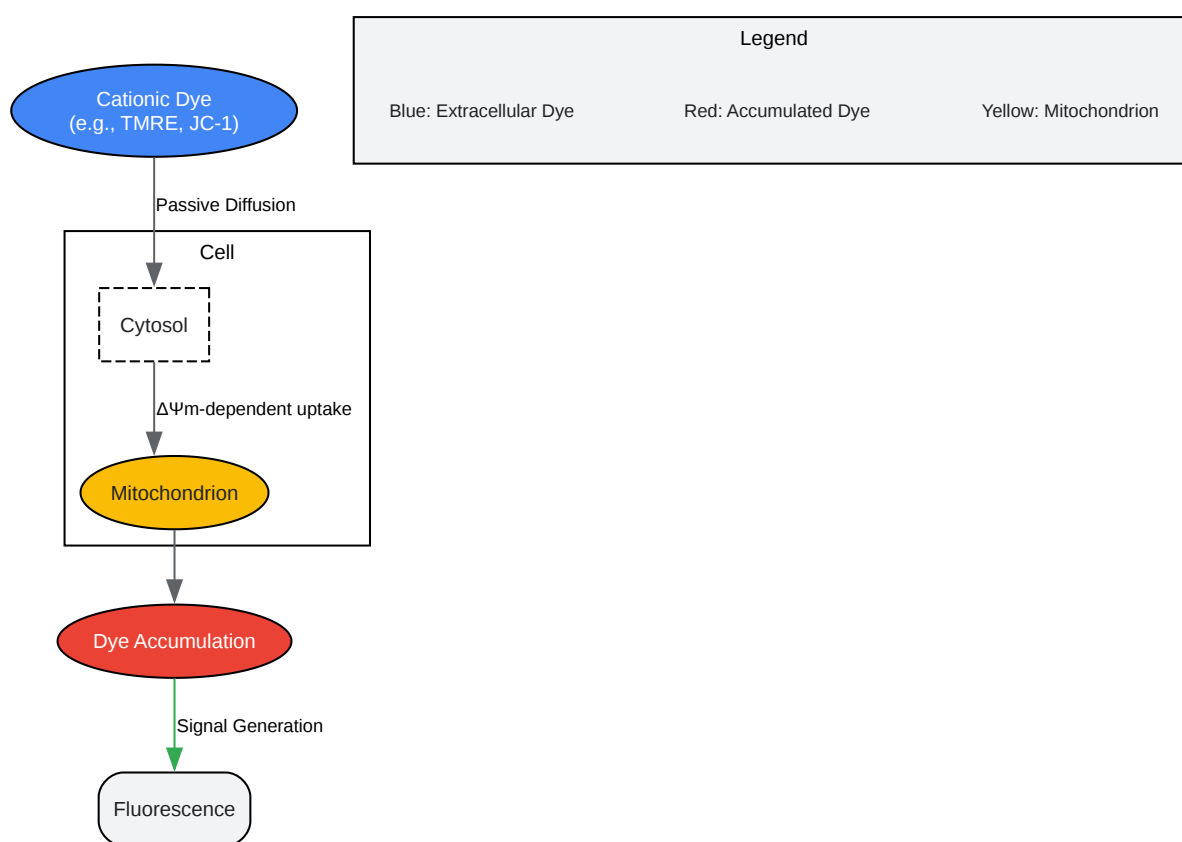 Cationic Dye
(e.g., TMRE, JC-1)
Legend
Blue: Extracellular Dye
Red: Accumulated Dye
Yellow: Mitochondrion
Passive Diffusion
Cell
Cytosol
ΔΨm-dependent uptake
Mitochondrion
Dye Accumulation
Signal Generation
Fluorescence